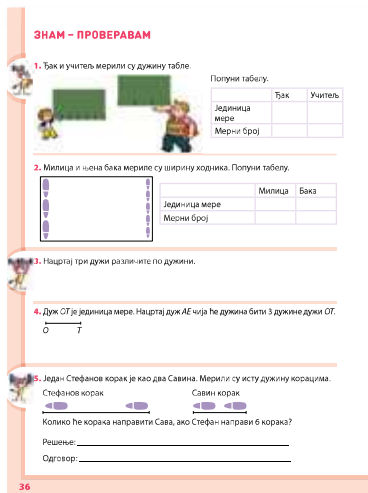 ЗНАМ – ПРОВЕРАВАМ
1. Ђак и учитељ мерили су дужину табле.
Попуни табелу.
Ђак Учитељ
Јединица мере
Мерни број
2. Милица и њена бака мериле су ширину ходника. Попуни табелу.
Милица Бака
Јединица мере
Мерни број
3. Нацртај три дужи различите по дужини.
4. Дуж OT је јединица мере. Нацртај дуж AE чија ће дужина бити 3 дужине дужи OT.
O T
5. Један Стефанов корак је као два Савина. Мерили су исту дужину корацима.
Стефанов корак Савин корак
Колико ће корака направити Сава, ако Стефан направи 6 корака?
Решење:
Одговор:
36